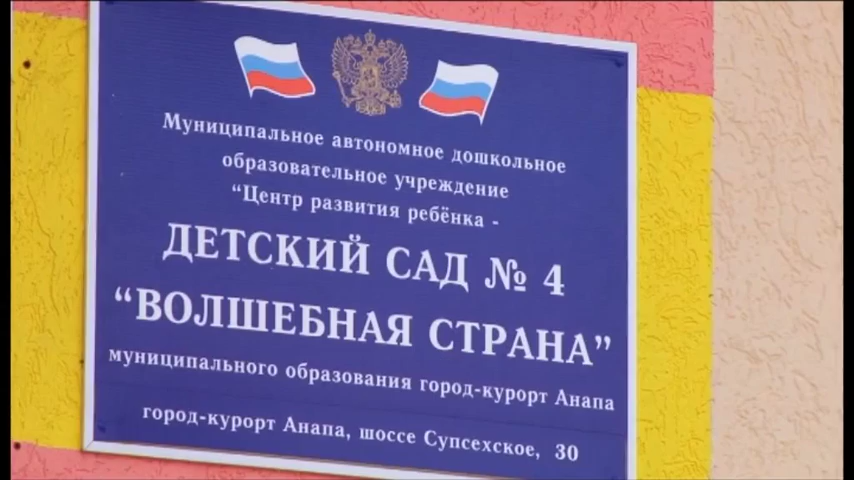 Муниципальное автономное дошкольное
образовательное учреждение
“Центр развития ребёнка -
ДЕТСКИЙ САД № 4
“ВОЛШЕБНАЯ СТРАНА”
муниципального образования город-курорт Анапа
город-курорт Анапа, шоссе Супсехское, 30